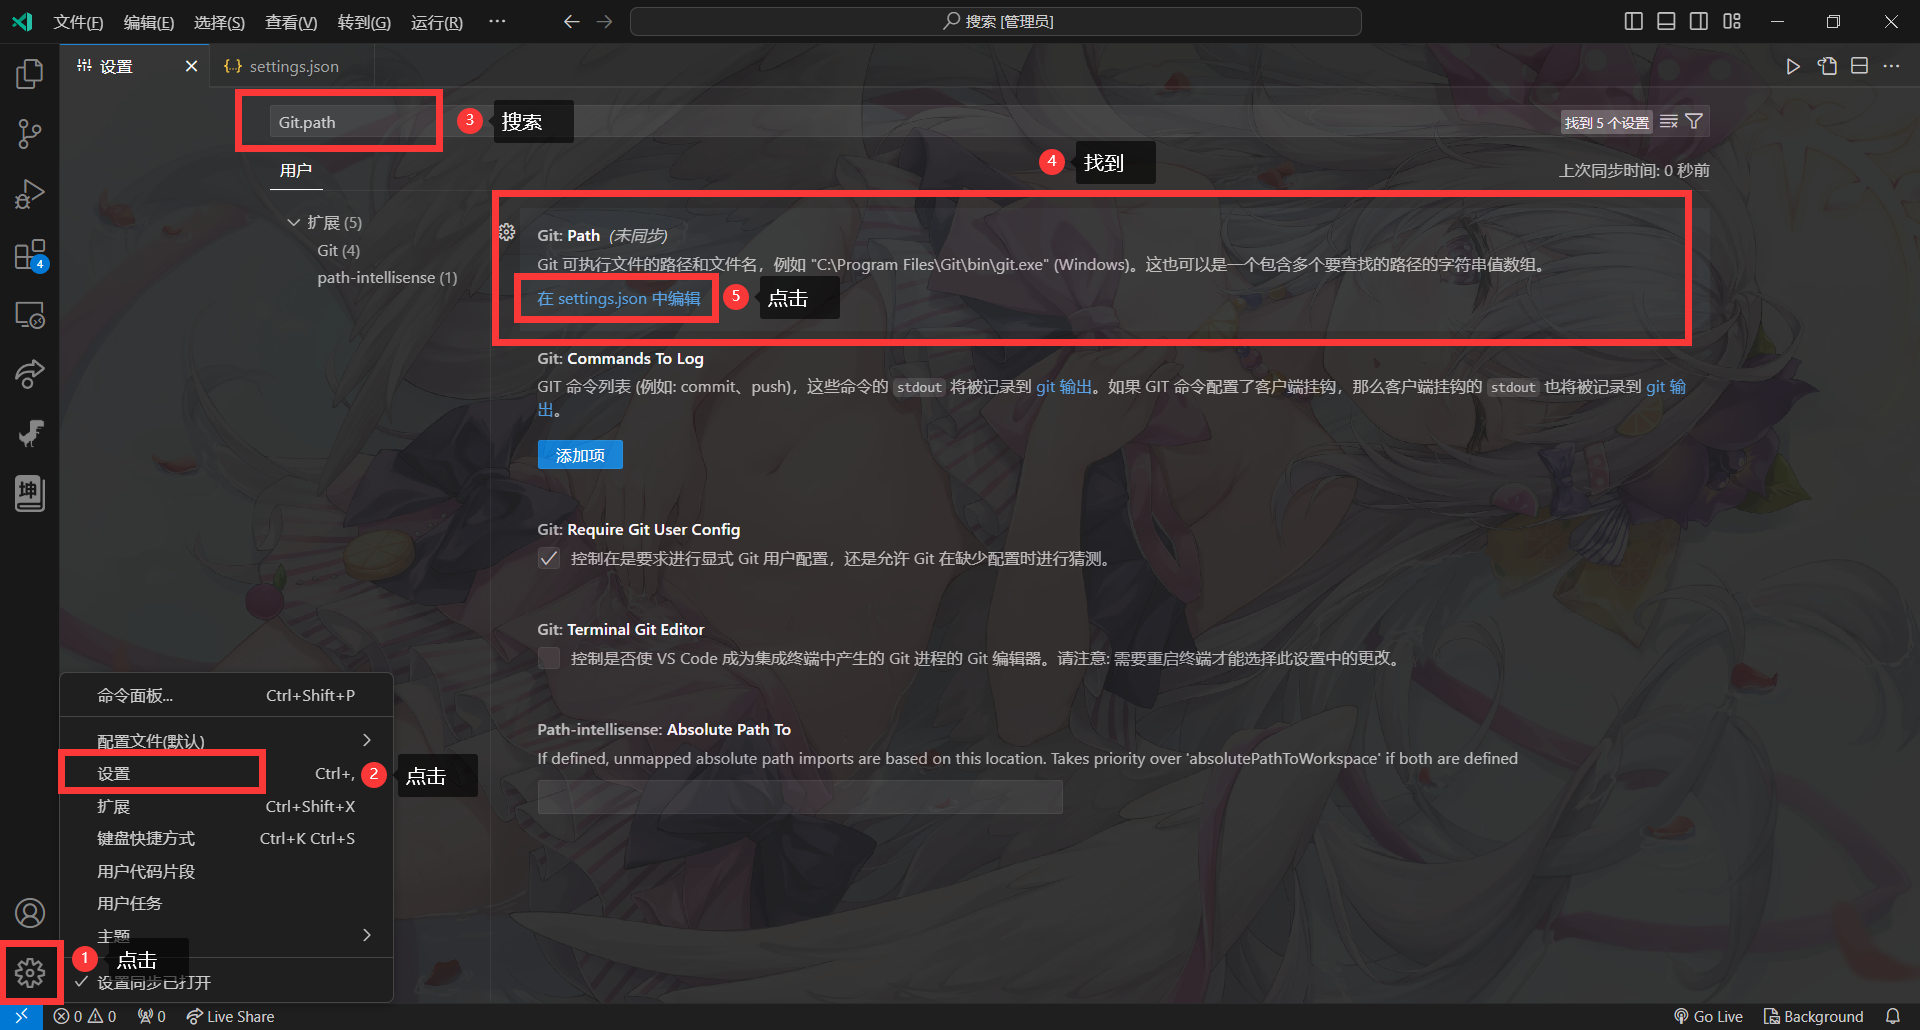 文件(F) 编辑(E) 选择(S) 查看(V) 转到(G) 运行(R) ··· 搜索 [管理员]
设置 settings.json
Git.path 3 搜索 找到 5 个设置
4 找到
用户 上次同步时间: 0 秒前
扩展 (5)
Git (4)
path-intellisense (1)
Git: Path (未同步)
Git 可执行文件的路径和文件名，例如 "C:\Program Files\Git\bin\git.exe" (Windows)。这也可以是一个包含多个要查找的路径的字符串值数组。
在 settings.json 中编辑 5 点击
Git: Commands To Log
GIT 命令列表 (例如: commit、push)，这些命令的 stdout 将被记录到 git 输出。如果 GIT 命令配置了客户端挂钩，那么客户端挂钩的 stdout 也将被记录到 git 输
出。
添加项
Git: Require Git User Config
控制在是要求进行显式 Git 用户配置，还是允许 Git 在缺少配置时进行猜测。
Git: Terminal Git Editor
控制是否使 VS Code 成为集成终端中产生的 Git 进程的 Git 编辑器。请注意: 需要重启终端才能选择此设置中的更改。
Path-intellisense: Absolute Path To
If defined, unmapped absolute path imports are based on this location. Takes priority over 'absolutePathToWorkspace' if both are defined
4
坤
命令面板... Ctrl+Shift+P
配置文件(默认)
设置 Ctrl+, 2 点击
扩展 Ctrl+Shift+X
键盘快捷方式 Ctrl+K Ctrl+S
用户代码片段
用户任务
主题
1 点击
设置同步已打开
0 0 0 Live Share Go Live Background